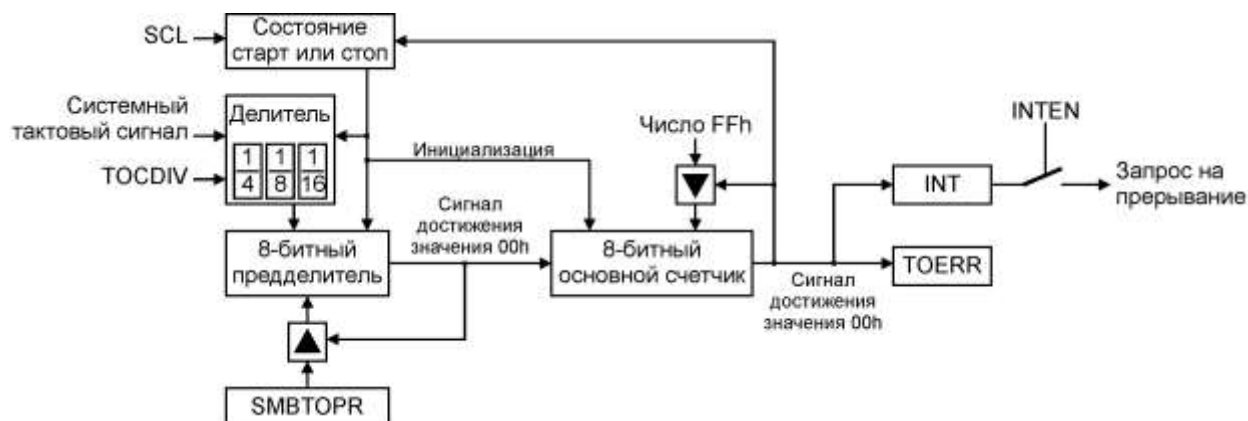 SCL
Состояние
старт или стоп
Системный
тактовый сигнал
TOCDIV
Делитель
1 1 1
4 8 16
Инициализация
Число FFh
INTEN
INT
Запрос на
прерывание
8-битный
предделитель
Сигнал
достижения
значения 00h
8-битный
основной счетчик
Сигнал
достижения
значения 00h
TOERR
SMBTOPR